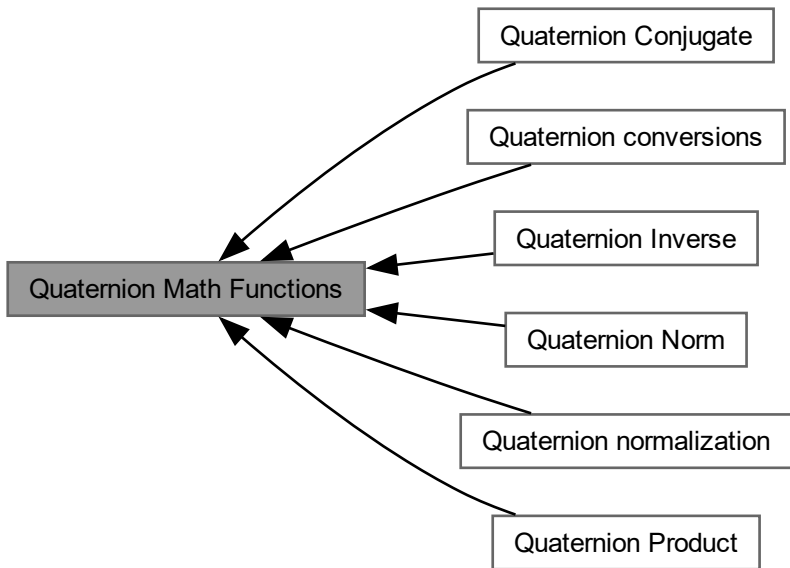 Quaternion Conjugate
Quaternion conversions
Quaternion Inverse
Quaternion Math Functions
Quaternion Norm
Quaternion normalization
Quaternion Product